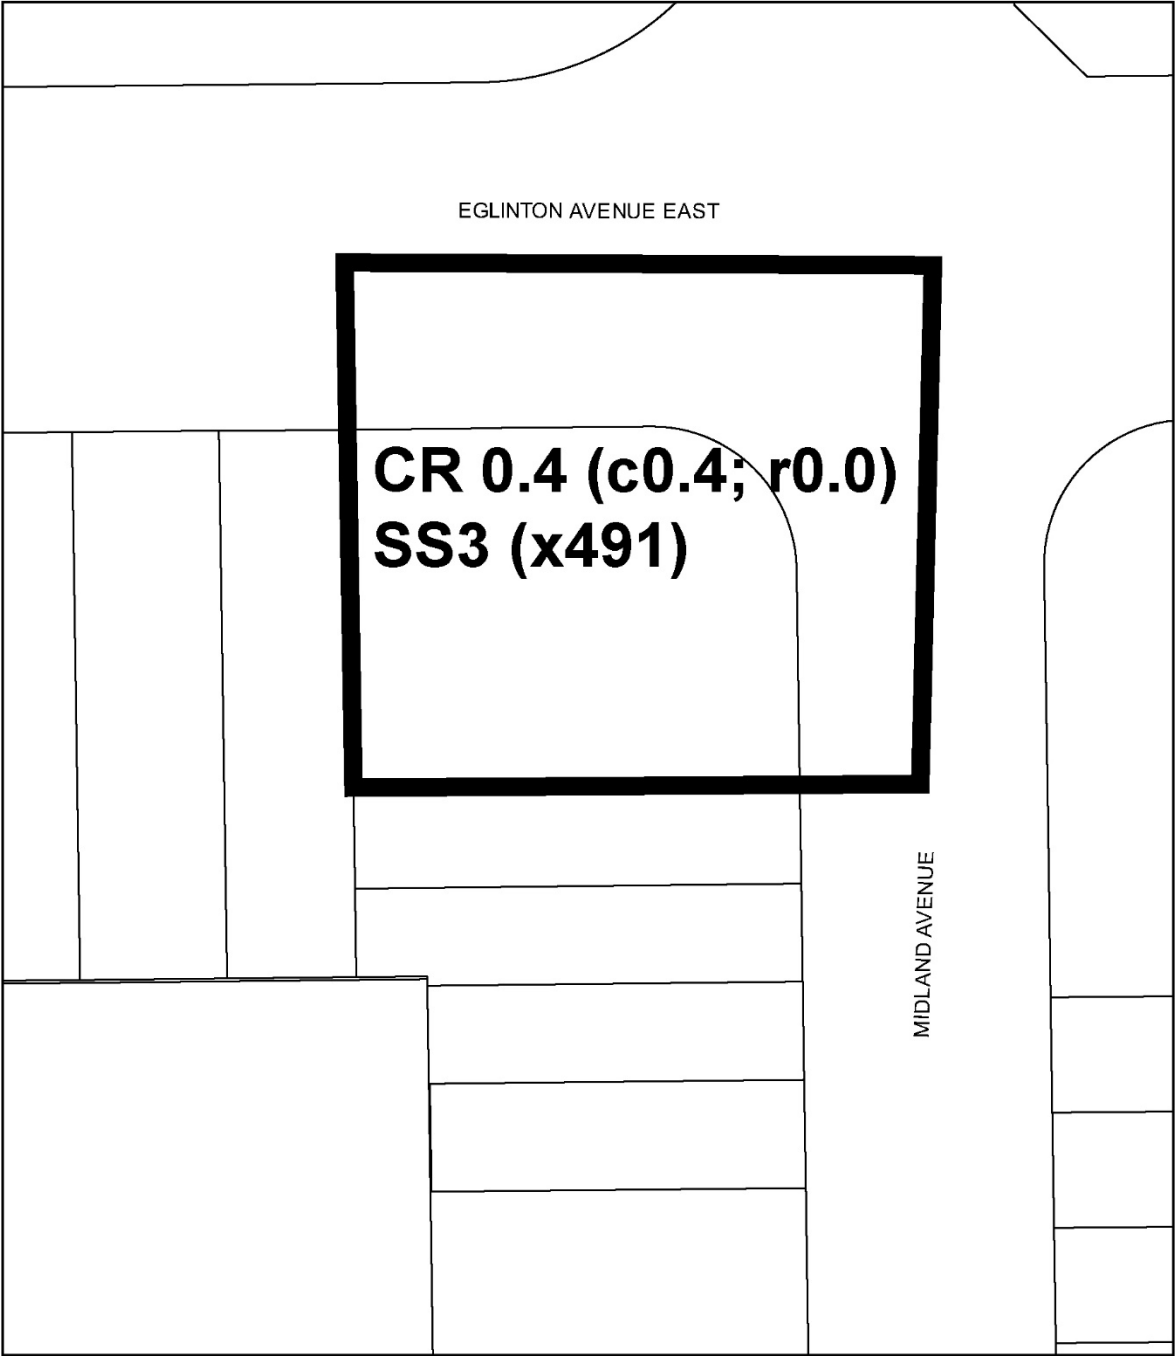 EGLINTON AVENUE EAST
CR 0.4 (c0.4; r0.0)
SS3 (x491)
MIDLAND AVENUE